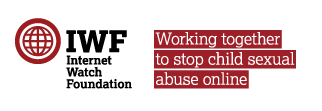 IWF
Internet
Watch
Foundation
Working together
to stop child sexual
abuse online